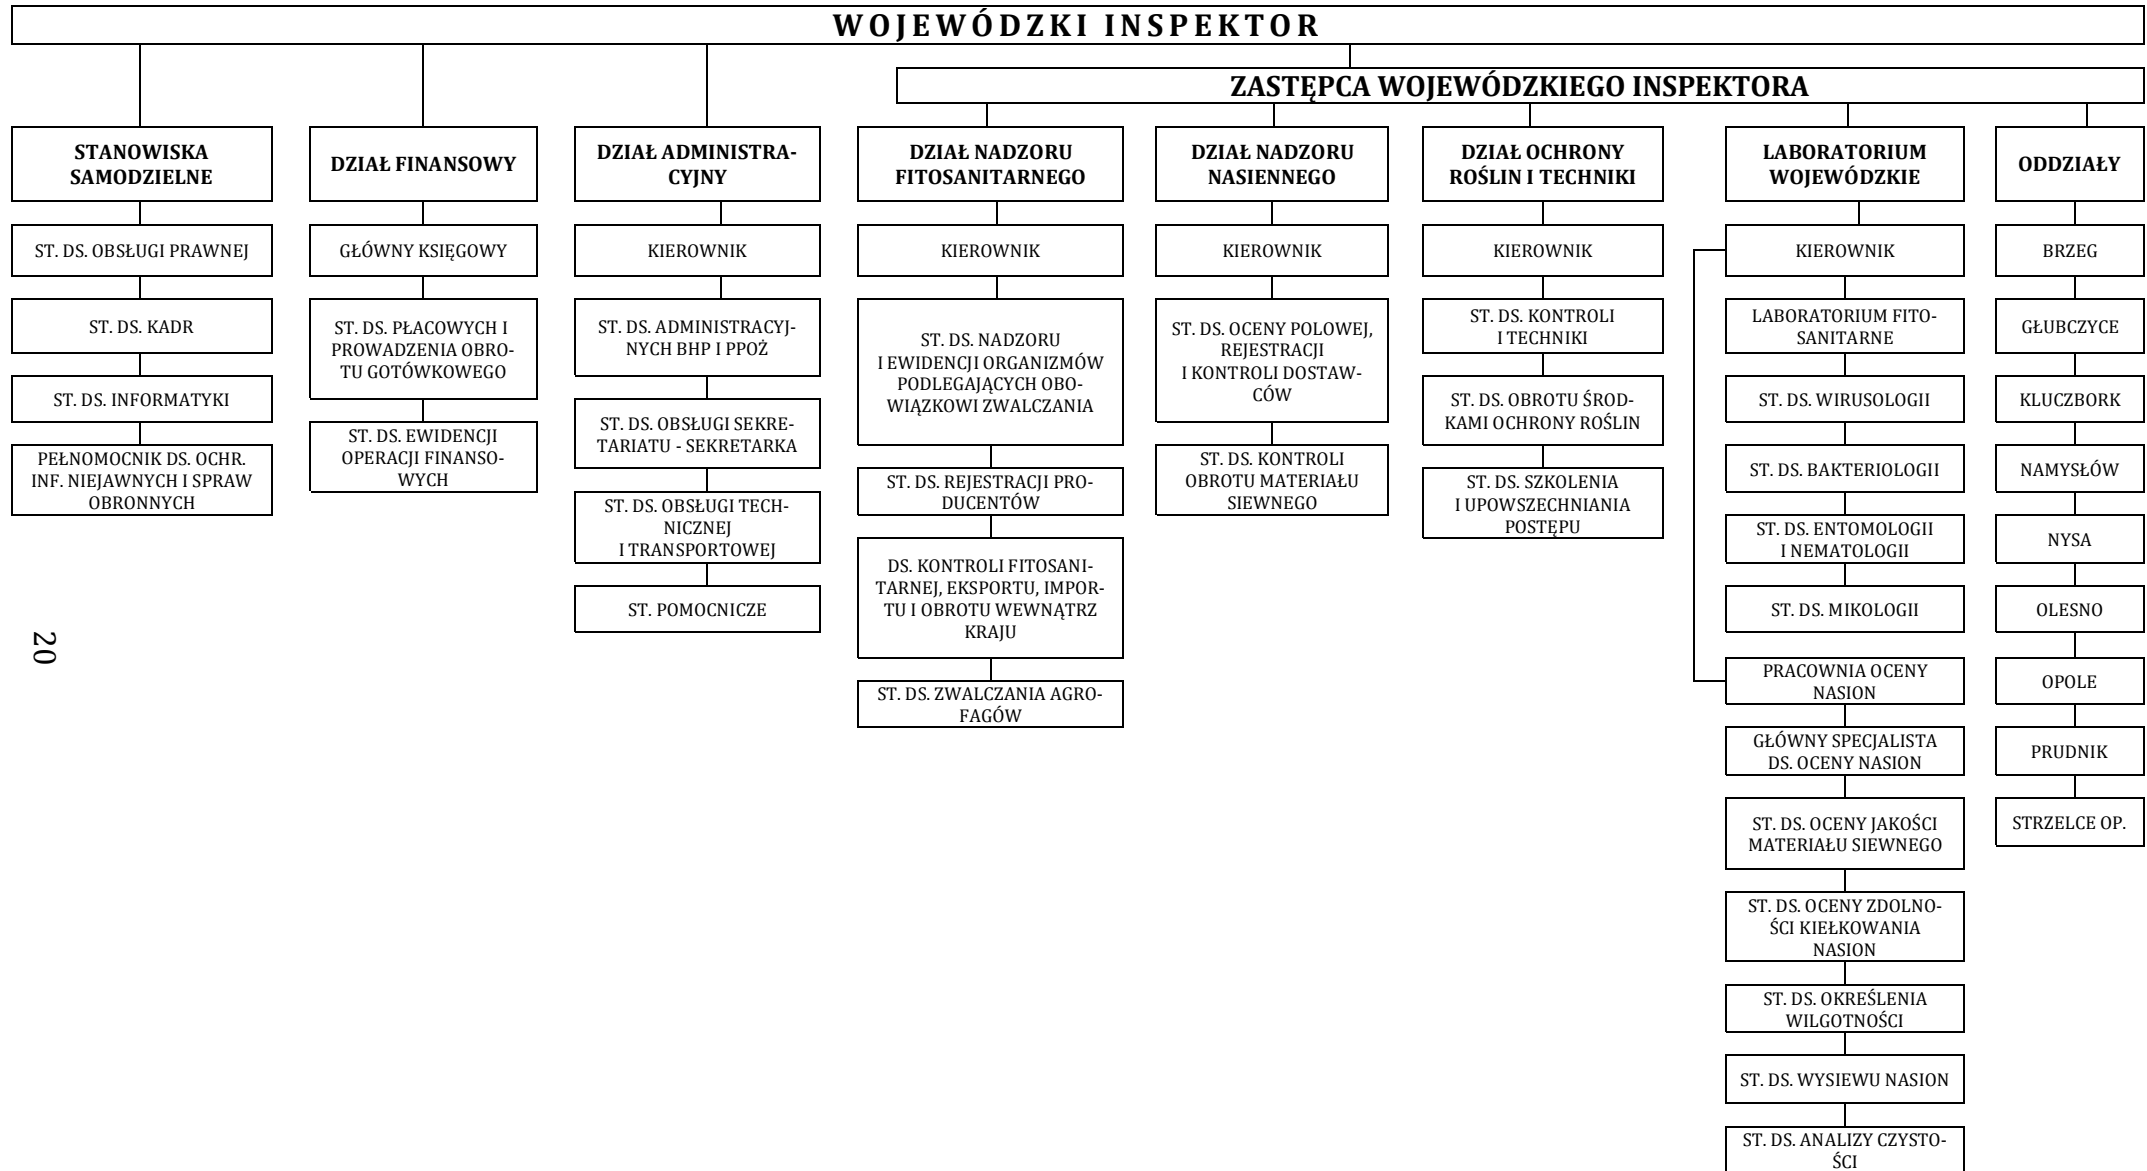 WOJEWÓDZKI INSPEKTOR
ZASTĘPCA WOJEWÓDZKIEGO INSPEKTORA
STANOWISKA
SAMODZIELNE
ST. DS. OBSŁUGI PRAWNEJ
ST. DS. KADR
ST. DS. INFORMATYKI
PEŁNOMOCNIK DS. OCHR.
INF. NIEJAWNYCH I SPRAW
OBRONNYCH
DZIAŁ FINANSOWY
GŁÓWNY KSIĘGOWY
ST. DS. PŁACOWYCH I
PROWADZENIA OBRO-
TU GOTÓWKOWEGO
ST. DS. EWIDENCJI
OPERACJI FINANSO-
WYCH
DZIAŁ ADMINISTRA-
CYJNY
KIEROWNIK
ST. DS. ADMINISTRACYJ-
NYCH BHP I PPOŻ
ST. DS. OBSŁUGI SEKRE-
TARIATU - SEKRETARKA
ST. DS. OBSŁUGI TECH-
NICZNEJ
I TRANSPORTOWEJ
ST. POMOCNICZE
DZIAŁ NADZORU
FITOSANITARNEGO
KIEROWNIK
ST. DS. NADZORU
I EWIDENCJI ORGANIZMÓW
PODLEGAJĄCYCH OBO-
WIĄZKOWI ZWALCZANIA
ST. DS. REJESTRACJI PRO-
DUCENTÓW
DS. KONTROLI FITOSANI-
TARNEJ, EKSPORTU, IMPOR-
TU I OBROTU WEWNĄTRZ
KRAJU
ST. DS. ZWALCZANIA AGRO-
FAGÓW
DZIAŁ NADZORU
NASIENNEGO
KIEROWNIK
ST. DS. OCENY POLOWEJ,
REJESTRACJI
I KONTROLI DOSTAW-
CÓW
ST. DS. KONTROLI
OBROTU MATERIAŁU
SIEWNEGO
DZIAŁ OCHRONY
ROŚLIN I TECHNIKI
KIEROWNIK
ST. DS. KONTROLI
I TECHNIKI
ST. DS. OBROTU ŚROD-
KAMI OCHRONY ROŚLIN
ST. DS. SZKOLENIA
I UPOWSZECHNIANIA
POSTĘPU
LABORATORIUM
WOJEWÓDZKIE
KIEROWNIK
LABORATORIUM FITO-
SANITARNE
ST. DS. WIRUSOLOGII
ST. DS. BAKTERIOLOGII
ST. DS. ENTOMOLOGII
I NEMATOLOGII
ST. DS. MIKOLOGII
PRACOWNIA OCENY
NASION
GŁÓWNY SPECJALISTA
DS. OCENY NASION
ST. DS. OCENY JAKOŚCI
MATERIAŁU SIEWNEGO
ST. DS. OCENY ZDOLNO-
ŚCI KIEŁKOWANIA
NASION
ST. DS. OKREŚLENIA
WILGOTNOŚCI
ST. DS. WYSIEWU NASION
ST. DS. ANALIZY CZYSTO-
ŚCI
ODDZIAŁY
BRZEG
GŁUBCZYCE
KLUCZBORK
NAMYSŁÓW
NYSA
OLESNO
OPOLE
PRUDNIK
STRZELCE OP.
20